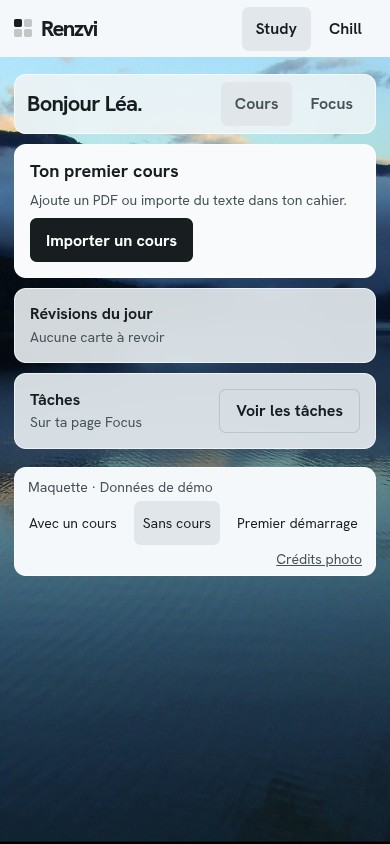 Renzvi
Study
Chill
Bonjour Léa.
Cours
Focus
Ton premier cours
Ajoute un PDF ou importe du texte dans ton cahier.
Importer un cours
Révisions du jour
Aucune carte à revoir
Tâches
Sur ta page Focus
Voir les tâches
Maquette · Données de démo
Avec un cours
Sans cours
Premier démarrage
Crédits photo